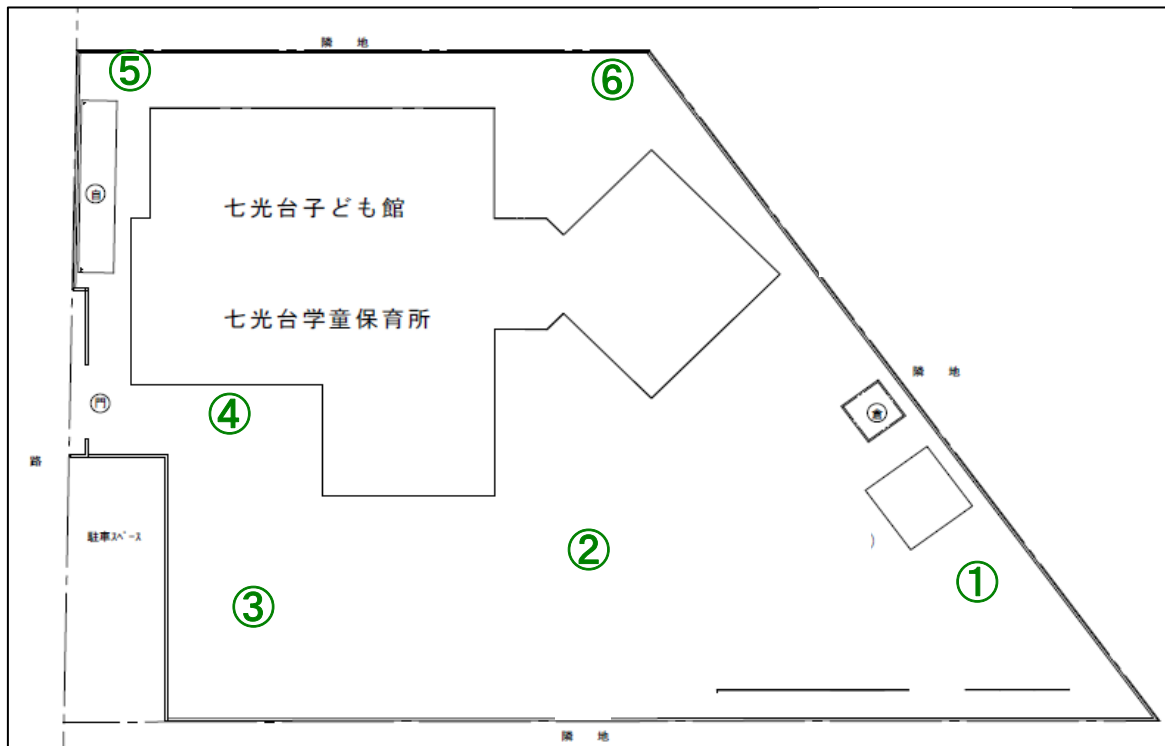 隣 地
⑤
⑥
自
七光台子ども館
七光台学童保育所
隣 地
門
④
倉
路
駐車ｽﾍﾟｰｽ
②
)
①
③
隣 地